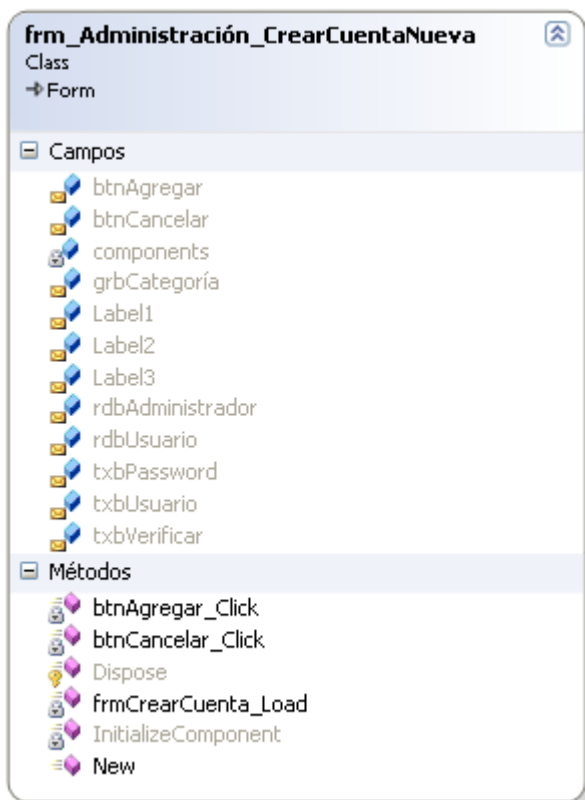 frm_Administración_CrearCuentaNueva
Class
Form
Campos
btnAgregar
btnCancelar
components
grbCategoría
Label1
Label2
Label3
rdbAdministrador
rdbUsuario
txbPassword
txbUsuario
txbVerificar
Métodos
btnAgregar_Click
btnCancelar_Click
Dispose
frmCrearCuenta_Load
InitializeComponent
New